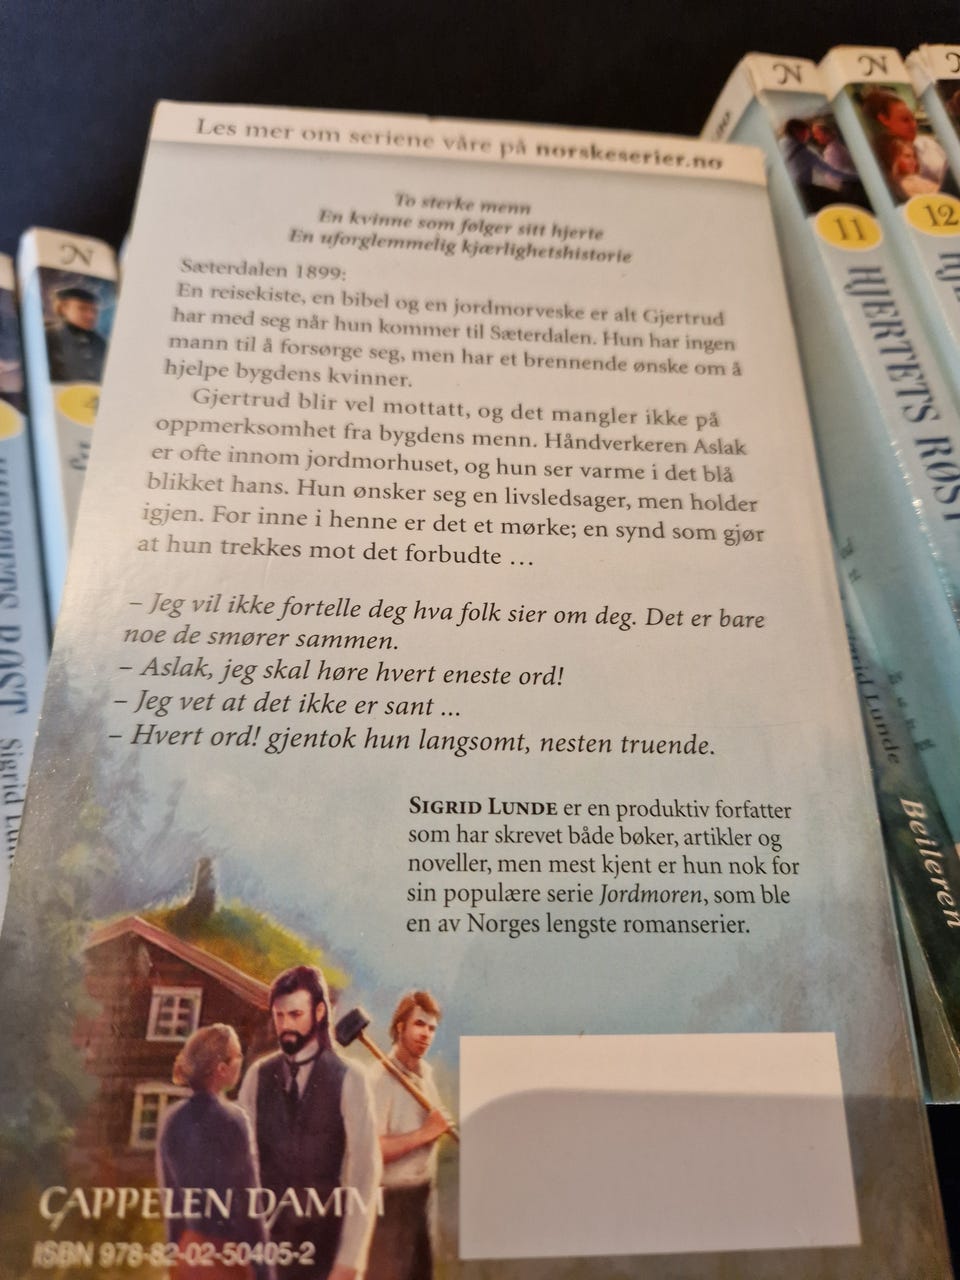 Les mer om seriene våre på norskeserier.no
To sterke menn
En kvinne som følger sitt hjerte
En uforglemmelig kjærlighetshistorie
Sæterdalen 1899:
En reisekiste, en bibel og en jordmorveske er alt Gjertrud
har med seg når hun kommer til Sæterdalen. Hun har ingen
mann til å forsørge seg, men har et brennende ønske om å
hjelpe bygdens kvinner.
Gjertrud blir vel mottatt, og det mangler ikke på
oppmerksomhet fra bygdens menn. Håndverkeren Aslak
er ofte innom jordmorhuset, og hun ser varme i det blå
blikket hans. Hun ønsker seg en livsledsager, men holder
igjen. For inne i henne er det et mørke; en synd som gjør
at hun trekkes mot det forbudte …
– Jeg vil ikke fortelle deg hva folk sier om deg. Det er bare
noe de smører sammen.
– Aslak, jeg skal høre hvert eneste ord!
– Jeg vet at det ikke er sant ...
– Hvert ord! gjentok hun langsomt, nesten truende.
SIGRID LUNDE er en produktiv forfatter
som har skrevet både bøker, artikler og
noveller, men mest kjent er hun nok for
sin populære serie Jordmoren, som ble
en av Norges lengste romanserier.
CAPPELEN DAMM
ISBN 978-82-02-50405-2
N
4
RØST
Sigrid
N
11
HJERTETS RØST
Sigrid Lunde
Beileren
N
12